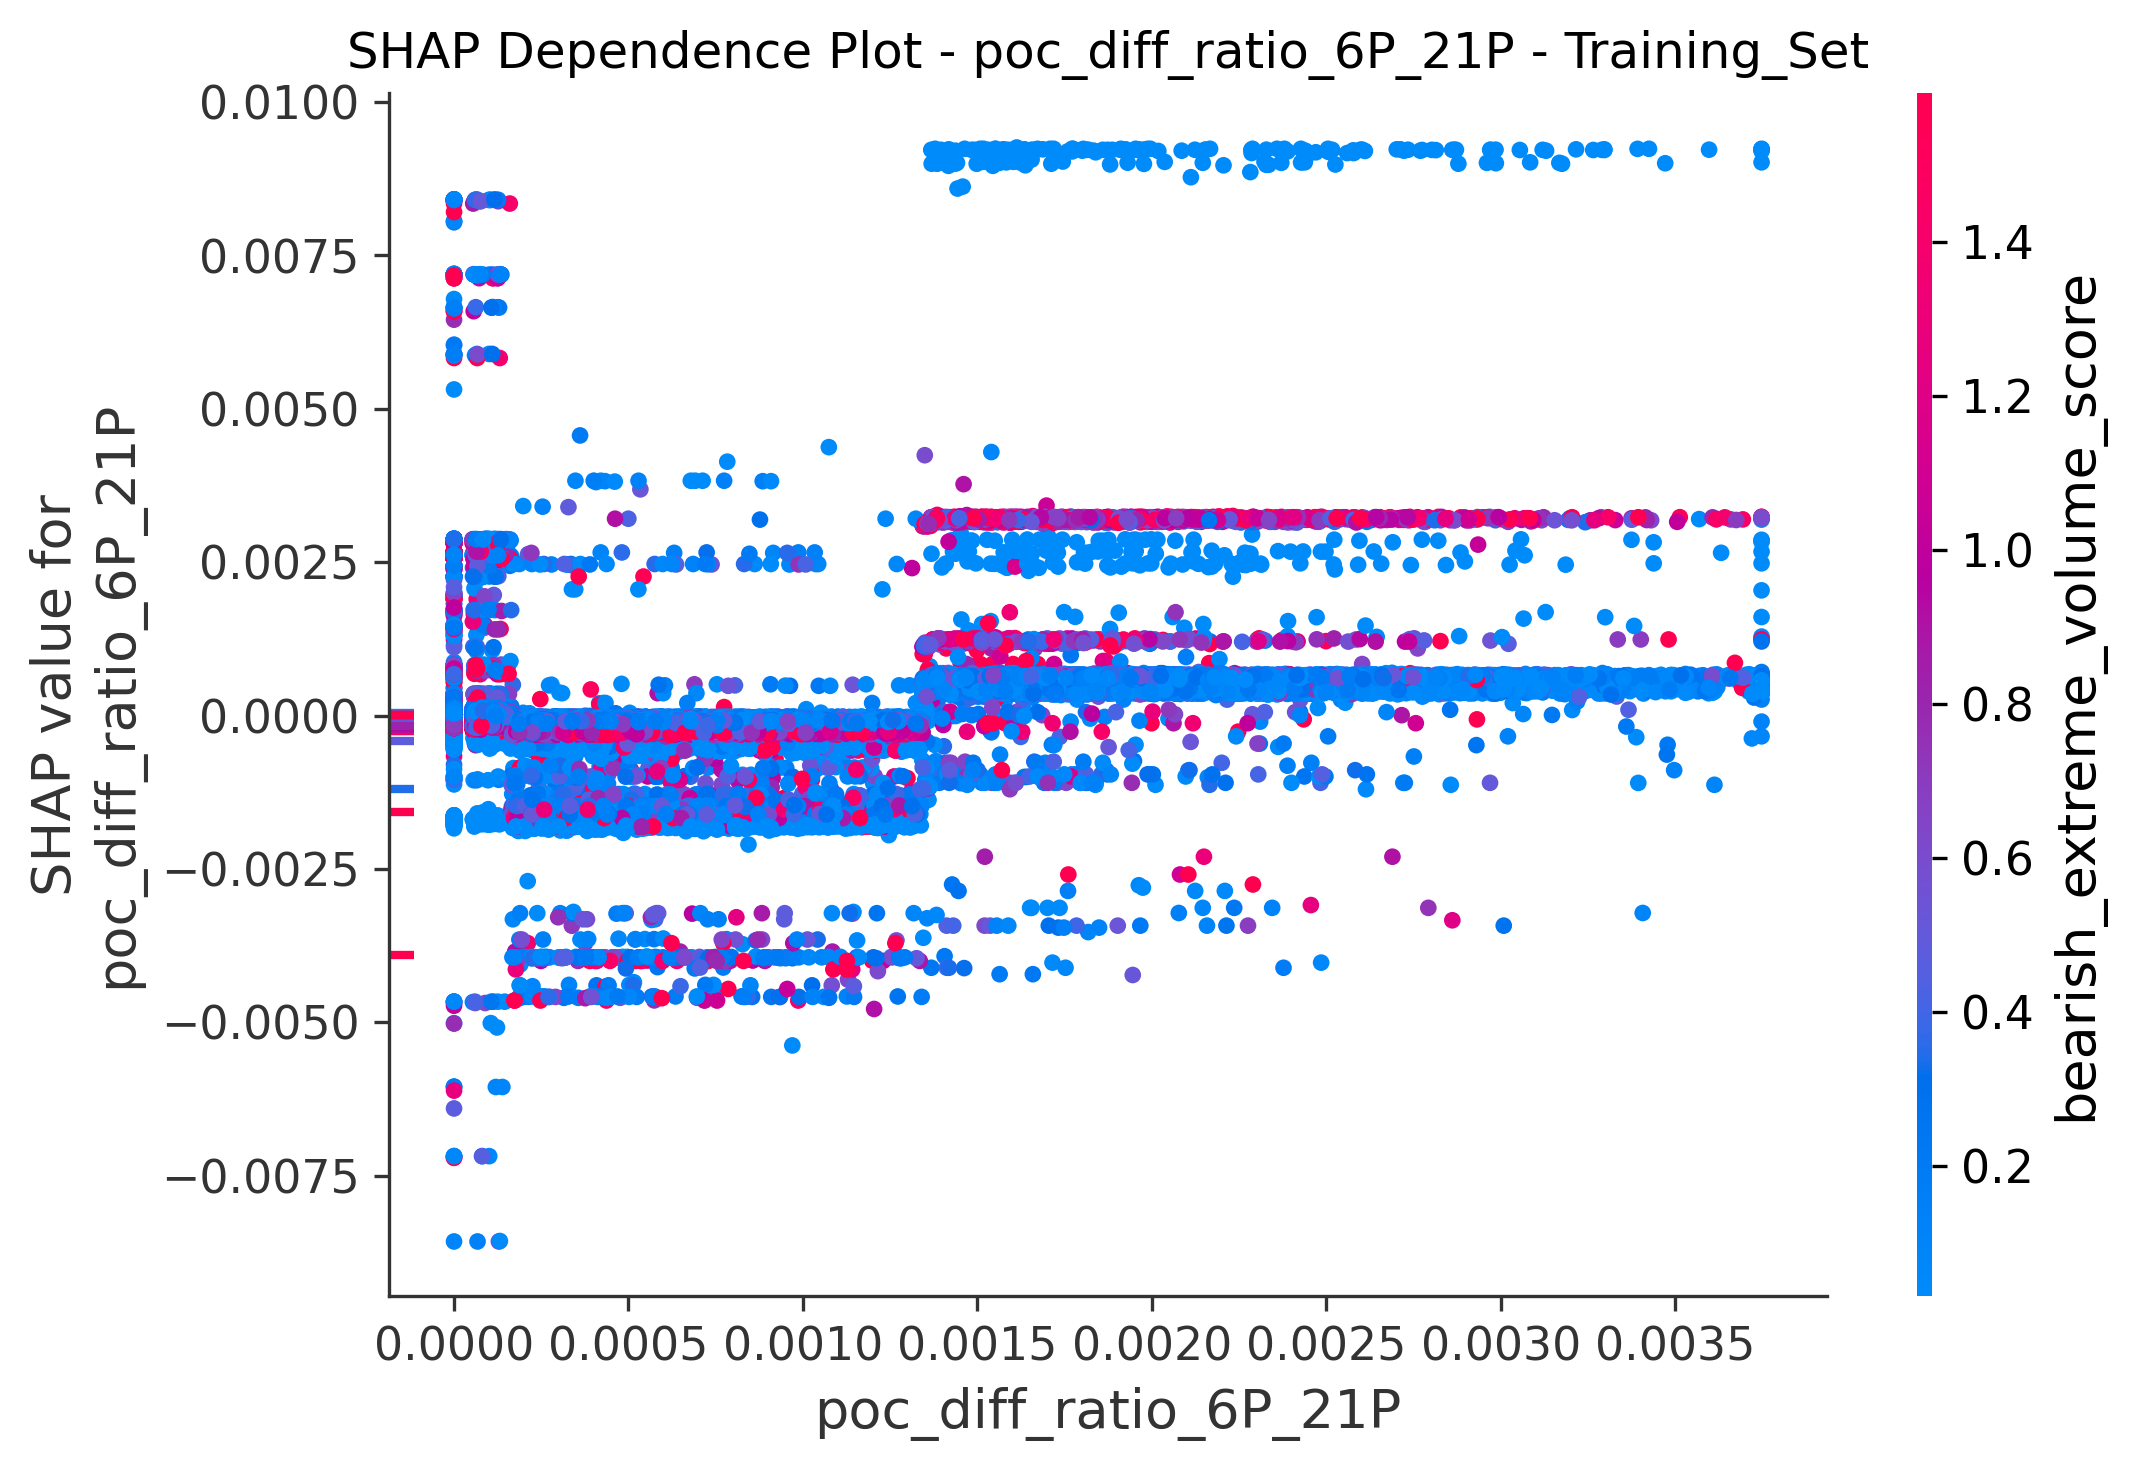 SHAP Dependence Plot - poc_diff_ratio_6P_21P - Training_Set
0.0100
0.0075
0.0050
0.0025
0.0000
−0.0025
−0.0050
−0.0075
SHAP value for
poc_diff_ratio_6P_21P
0.0000 0.0005 0.0010 0.0015 0.0020 0.0025 0.0030 0.0035
poc_diff_ratio_6P_21P
1.4
1.2
1.0
0.8
0.6
0.4
0.2
bearish_extreme_volume_score